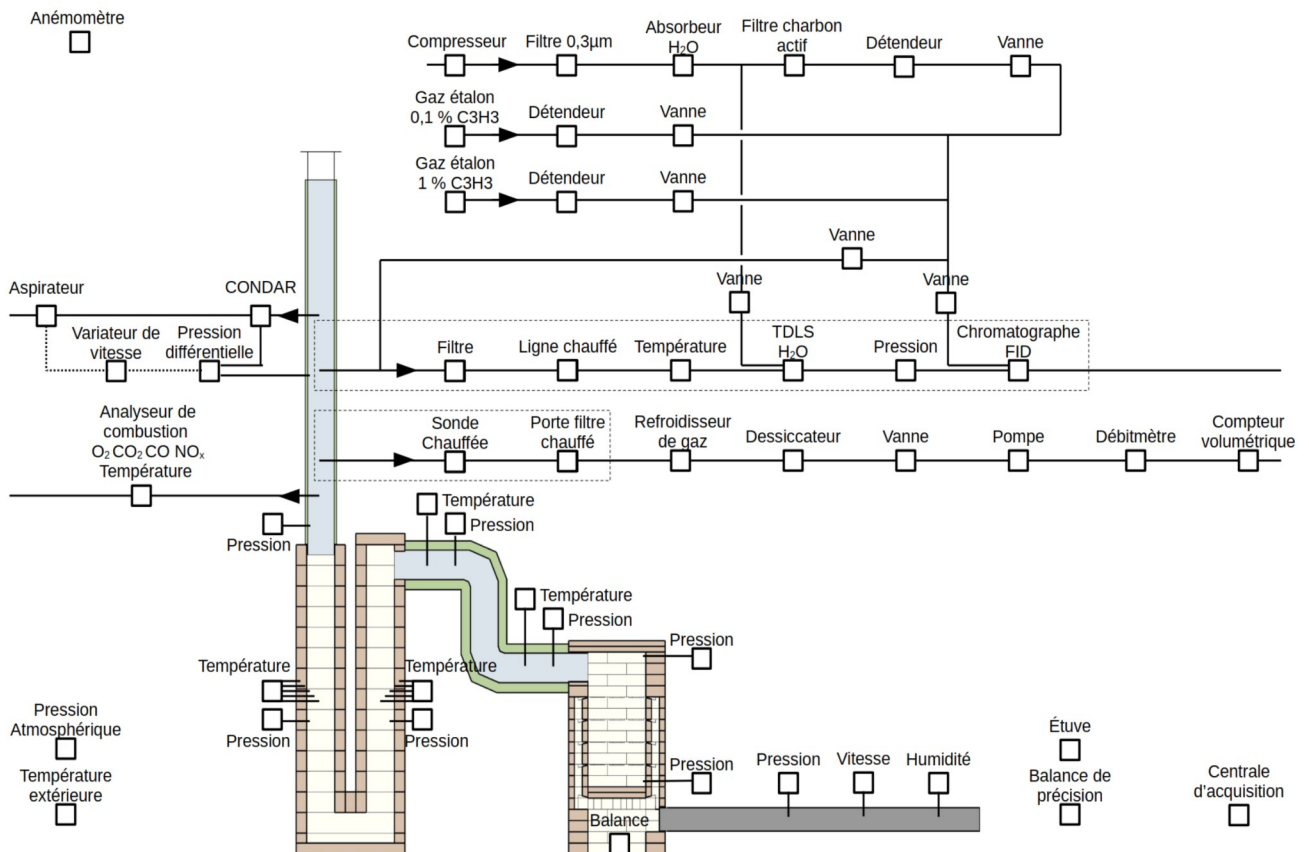 Anémomètre
Compresseur
Filtre 0,3µm
Absorbeur
H₂O
Filtre charbon
actif
Détendeur
Vanne
Gaz étalon
0,1 % C3H3
Détendeur
Vanne
Gaz étalon
1 % C3H3
Détendeur
Vanne
Vanne
Vanne
Vanne
Aspirateur
CONDAR
Variateur de
vitesse
Pression
différentielle
Filtre
Ligne chauffé
Température
TDLS
H₂O
Pression
Chromatographe
FID
Analyseur de
combustion
O₂ CO₂ CO NOₓ
Température
Sonde
Chauffée
Porte filtre
chauffé
Refroidisseur
de gaz
Dessiccateur
Vanne
Pompe
Débitmètre
Compteur
volumétrique
Température
Pression
Pression
Température
Pression
Pression
Température
Température
Pression
Pression
Pression
Atmosphérique
Température
extérieure
Pression
Pression
Vitesse
Humidité
Balance
Étuve
Balance de
précision
Centrale
d'acquisition